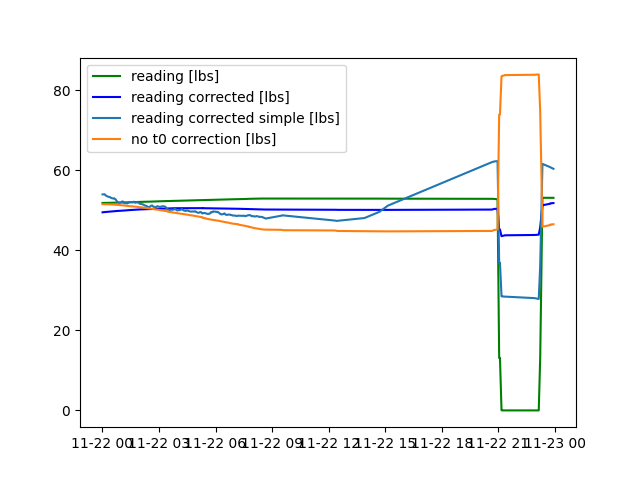 reading [lbs]
reading corrected [lbs]
reading corrected simple [lbs]
no t0 correction [lbs]
80
60
40
20
0
11-22 00 11-22 03 11-22 06 11-22 09 11-22 12 11-22 15 11-22 18 11-22 21 11-23 00